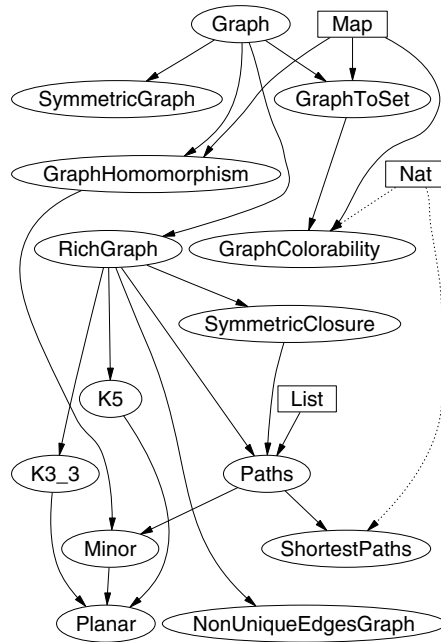 Graph
Map
SymmetricGraph
GraphToSet
GraphHomomorphism
Nat
RichGraph
GraphColorability
SymmetricClosure
K5
List
K3_3
Paths
Minor
ShortestPaths
Planar
NonUniqueEdgesGraph